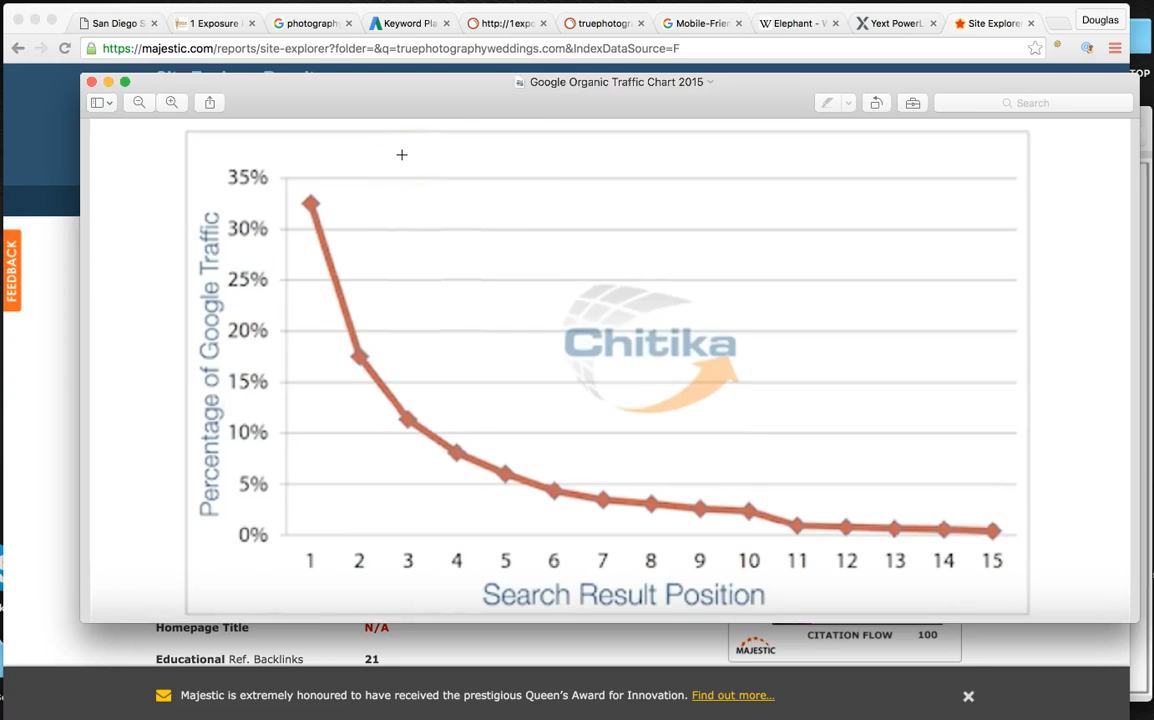 San Diego S
1 Exposure
photograph
Keyword Pla
http://1expo
truephotogr
Mobile-Frien
Elephant - W
Yext PowerL
Site Explorer
Douglas
https://majestic.com/reports/site-explorer?folder=&q=truephotographyweddings.com&IndexDataSource=F
TOP
Google Organic Traffic Chart 2015
Search
FEEDBACK
Percentage of Google Traffic
35%
30%
25%
20%
15%
10%
5%
0%
Chitika
1 2 3 4 5 6 7 8 9 10 11 12 13 14 15
Search Result Position
Homepage Title N/A
CITATION FLOW 100
MAJESTIC
Educational Ref. Backlinks 21
Majestic is extremely honoured to have received the prestigious Queen's Award for Innovation. Find out more...